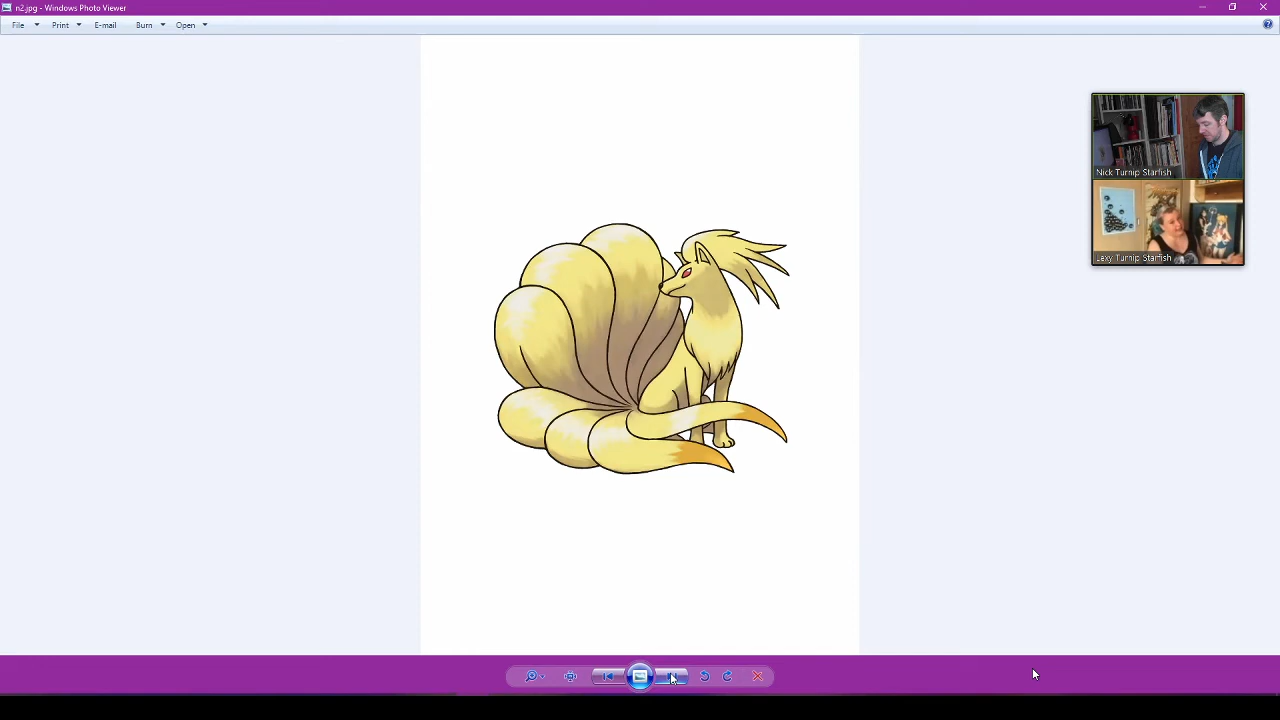 n2.jpg - Windows Photo Viewer
File Print E-mail Burn Open
Nick Turnip Starfish
Lexy Turnip Starfish